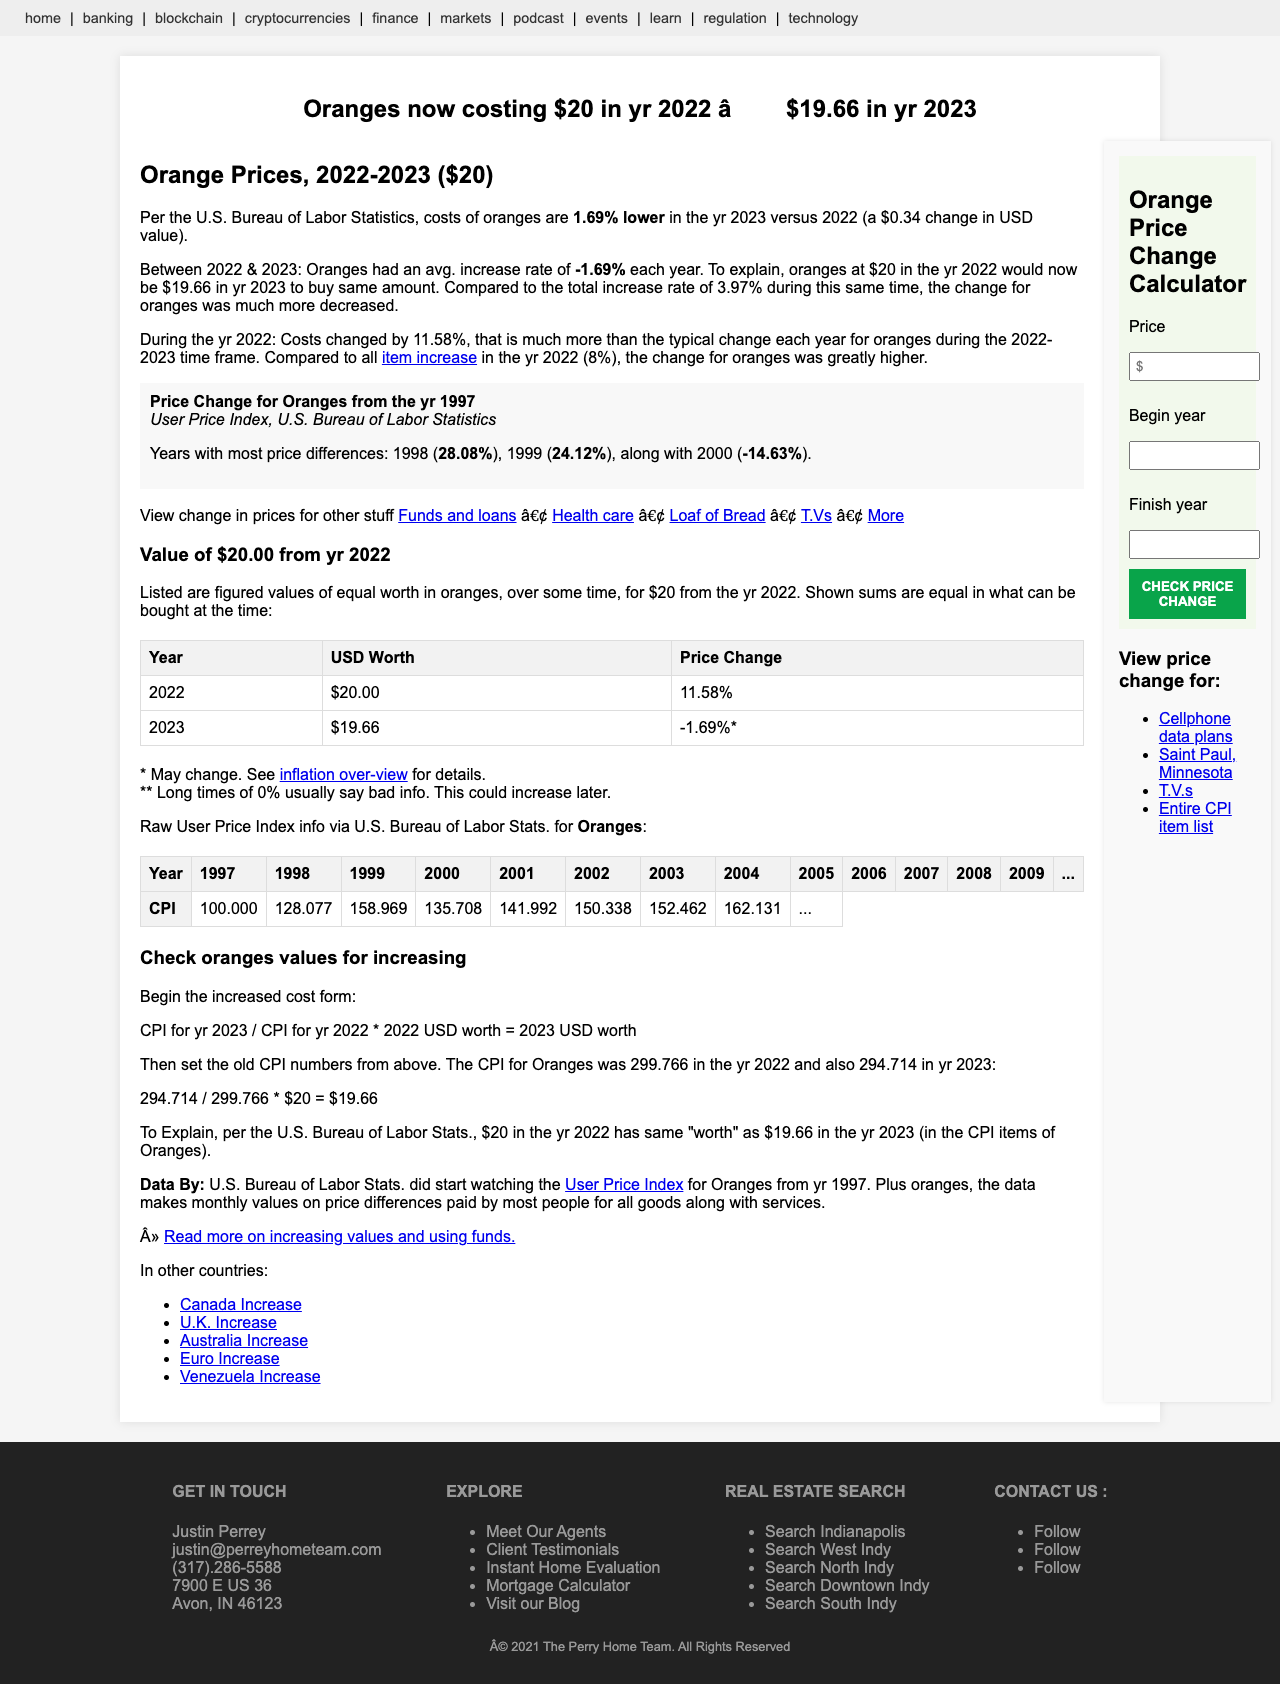 home | banking | blockchain | cryptocurrencies | finance | markets | podcast | events | learn | regulation | technology
Oranges now costing $20 in yr 2022 â $19.66 in yr 2023
Orange Prices, 2022-2023 ($20)
Per the U.S. Bureau of Labor Statistics, costs of oranges are 1.69% lower in the yr 2023 versus 2022 (a $0.34 change in USD
value).
Between 2022 & 2023: Oranges had an avg. increase rate of -1.69% each year. To explain, oranges at $20 in the yr 2022 would now
be $19.66 in yr 2023 to buy same amount. Compared to the total increase rate of 3.97% during this same time, the change for
oranges was much more decreased.
During the yr 2022: Costs changed by 11.58%, that is much more than the typical change each year for oranges during the 2022-
2023 time frame. Compared to all item increase in the yr 2022 (8%), the change for oranges was greatly higher.
Price Change for Oranges from the yr 1997
User Price Index, U.S. Bureau of Labor Statistics
Years with most price differences: 1998 (28.08%), 1999 (24.12%), along with 2000 (-14.63%).
View change in prices for other stuff Funds and loans â€¢ Health care â€¢ Loaf of Bread â€¢ T.Vs â€¢ More
Value of $20.00 from yr 2022
Listed are figured values of equal worth in oranges, over some time, for $20 from the yr 2022. Shown sums are equal in what can be
bought at the time:
Year USD Worth Price Change
2022 $20.00 11.58%
2023 $19.66 -1.69%*
* May change. See inflation over-view for details.
** Long times of 0% usually say bad info. This could increase later.
Raw User Price Index info via U.S. Bureau of Labor Stats. for Oranges:
Year 1997 1998 1999 2000 2001 2002 2003 2004 2005 2006 2007 2008 2009 ...
CPI 100.000 128.077 158.969 135.708 141.992 150.338 152.462 162.131 ...
Check oranges values for increasing
Begin the increased cost form:
CPI for yr 2023 / CPI for yr 2022 * 2022 USD worth = 2023 USD worth
Then set the old CPI numbers from above. The CPI for Oranges was 299.766 in the yr 2022 and also 294.714 in yr 2023:
294.714 / 299.766 * $20 = $19.66
To Explain, per the U.S. Bureau of Labor Stats., $20 in the yr 2022 has same "worth" as $19.66 in the yr 2023 (in the CPI items of
Oranges).
Data By: U.S. Bureau of Labor Stats. did start watching the User Price Index for Oranges from yr 1997. Plus oranges, the data
makes monthly values on price differences paid by most people for all goods along with services.
Â» Read more on increasing values and using funds.
In other countries:
• Canada Increase
• U.K. Increase
• Australia Increase
• Euro Increase
• Venezuela Increase
Orange
Price
Change
Calculator
Price
$
Begin year
Finish year
CHECK PRICE
CHANGE
View price
change for:
• Cellphone
data plans
• Saint Paul,
Minnesota
• T.V.s
• Entire CPI
item list
GET IN TOUCH
Justin Perrey
justin@perreyhometeam.com
(317).286-5588
7900 E US 36
Avon, IN 46123
EXPLORE
• Meet Our Agents
• Client Testimonials
• Instant Home Evaluation
• Mortgage Calculator
• Visit our Blog
REAL ESTATE SEARCH
• Search Indianapolis
• Search West Indy
• Search North Indy
• Search Downtown Indy
• Search South Indy
CONTACT US :
• Follow
• Follow
• Follow
Â© 2021 The Perry Home Team. All Rights Reserved